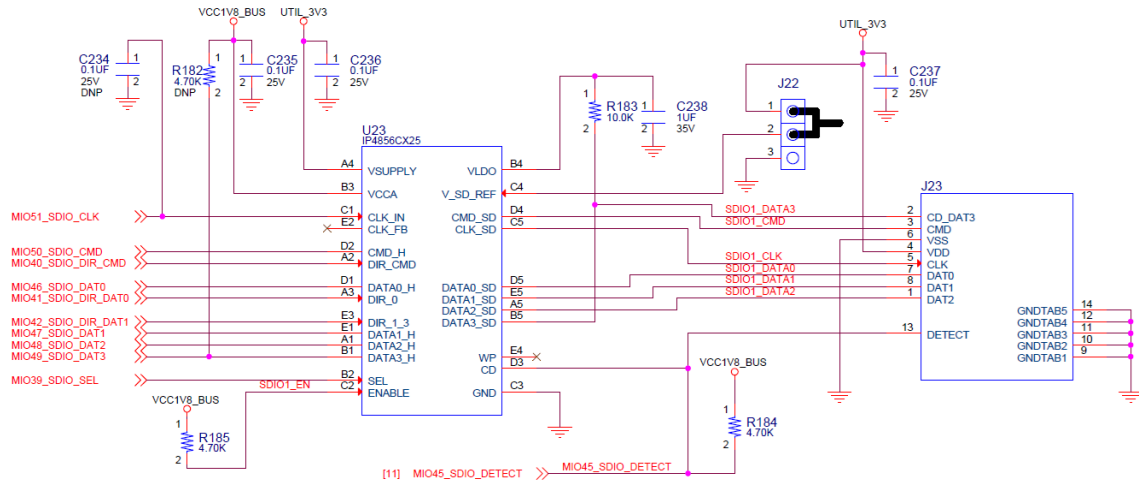 VCC1V8_BUS
UTIL_3V3
UTIL_3V3
C234
0.1UF
25V
DNP
1
2
R182
4.70K
DNP
1
2
C235
0.1UF
25V
1
2
C236
0.1UF
25V
1
2
R183
10.0K
1
2
C238
1UF
35V
1
2
C237
0.1UF
25V
1
2
J22
1
2
3
U23
IP4856CX25
A4 VSUPPLY
B3 VCCA
MIO51_SDIO_CLK C1 CLK_IN
E2 CLK_FB
MIO50_SDIO_CMD D2 CMD_H
MIO40_SDIO_DIR_CMD A2 DIR_CMD
MIO46_SDIO_DAT0 D1 DATA0_H
MIO41_SDIO_DIR_DAT0 A3 DIR_0
MIO42_SDIO_DIR_DAT1 E3 DIR_1_3
MIO47_SDIO_DAT1 E1 DATA1_H
MIO48_SDIO_DAT2 A1 DATA2_H
MIO49_SDIO_DAT3 B1 DATA3_H
MIO39_SDIO_SEL B2 SEL
SDIO1_EN C2 ENABLE
VLDO B4
V_SD_REF C4
CMD_SD D4
CLK_SD C5
DATA0_SD D5
DATA1_SD E5
DATA2_SD A5
DATA3_SD B5
WP E4
CD D3
GND C3
SDIO1_DATA3
SDIO1_CMD
SDIO1_CLK
SDIO1_DATA0
SDIO1_DATA1
SDIO1_DATA2
J23
2 CD_DAT3
3 CMD
6 VSS
4 VDD
5 CLK
7 DAT0
8 DAT1
1 DAT2
13 DETECT
GNDTAB5 14
GNDTAB4 12
GNDTAB3 11
GNDTAB2 10
GNDTAB1 9
VCC1V8_BUS
1
R185
4.70K
2
VCC1V8_BUS
1
R184
4.70K
2
[11] MIO45_SDIO_DETECT
MIO45_SDIO_DETECT